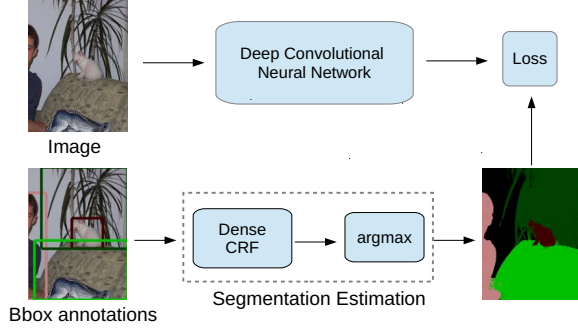 Deep Convolutional
Neural Network
Loss
Image
Dense
CRF
argmax
Segmentation Estimation
Bbox annotations